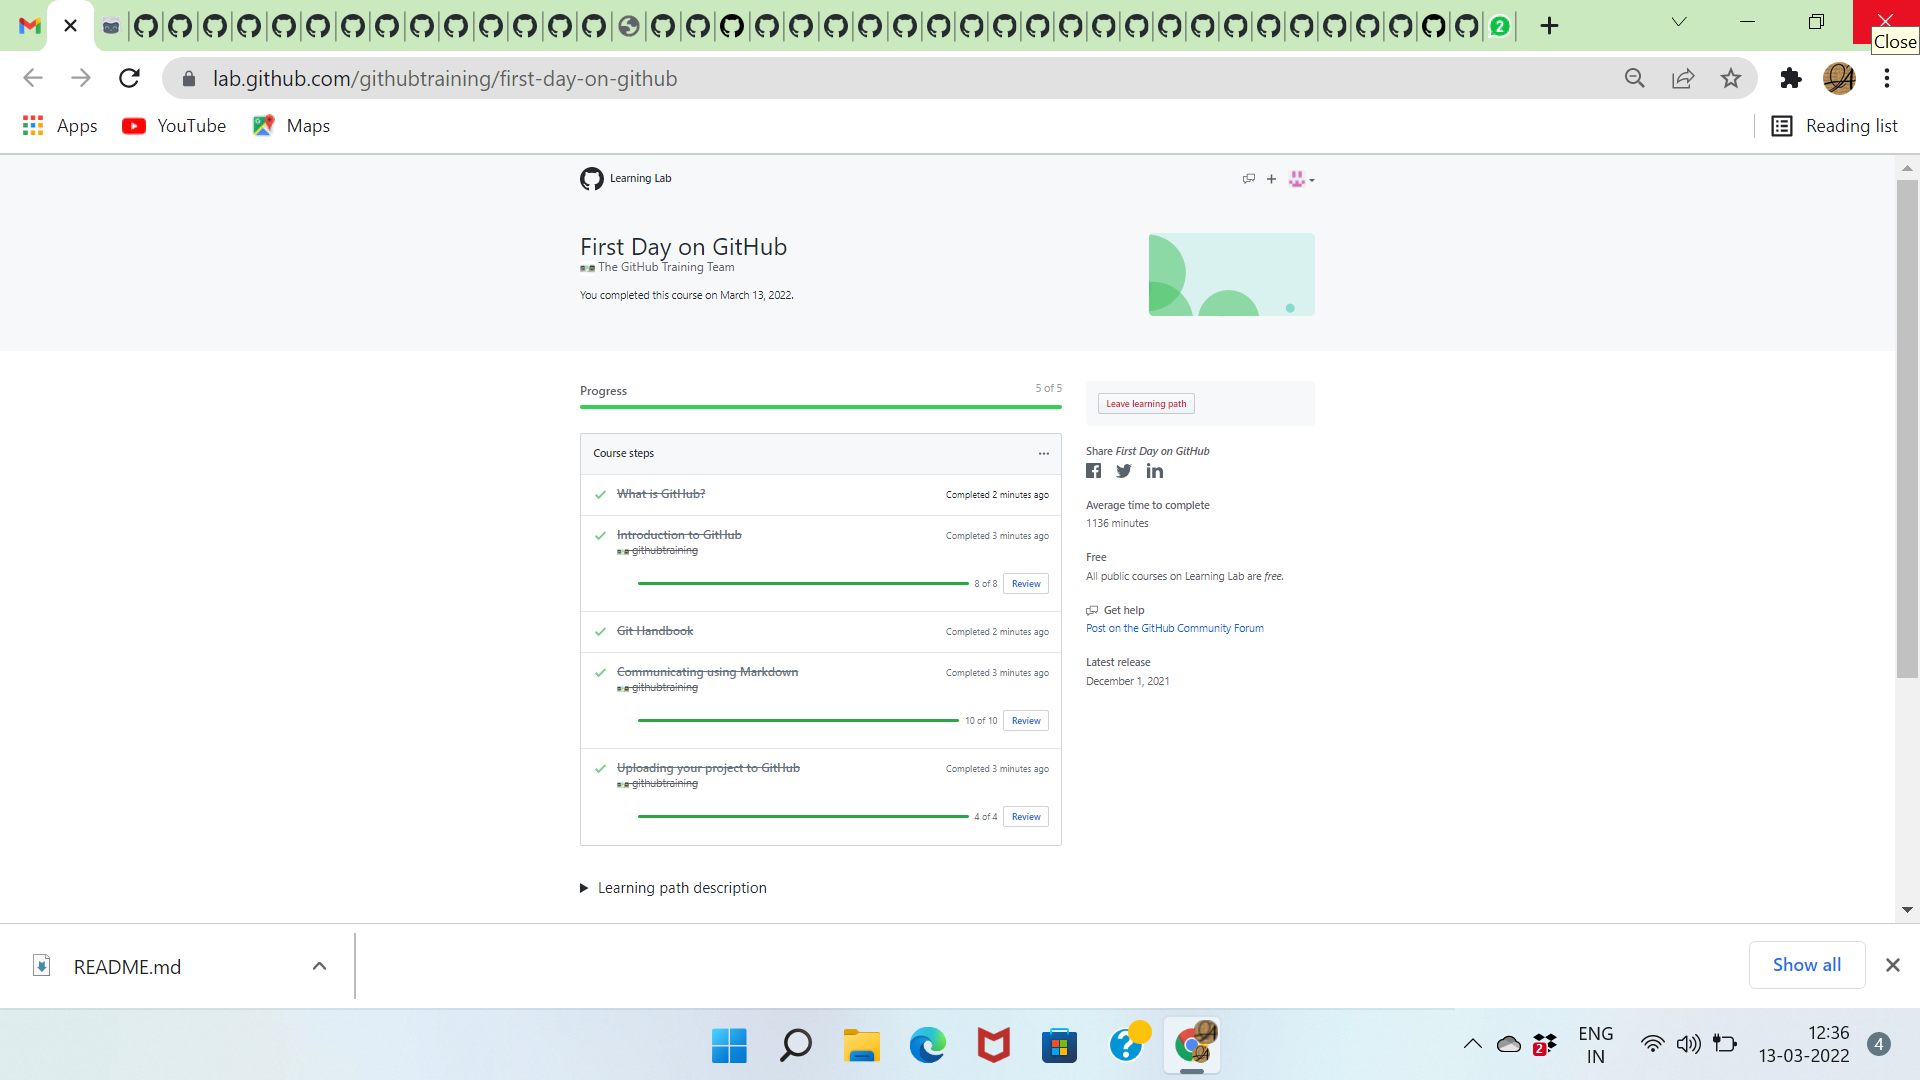 2
Close
lab.github.com/githubtraining/first-day-on-github
Apps
YouTube
Maps
Reading list
Learning Lab
First Day on GitHub
The GitHub Training Team
You completed this course on March 13, 2022.
Progress
5 of 5
Leave learning path
Course steps
Share First Day on GitHub
What is GitHub?
Completed 2 minutes ago
Average time to complete
1136 minutes
Introduction to GitHub
Completed 3 minutes ago
githubtraining
Free
All public courses on Learning Lab are free.
8 of 8
Review
Get help
Post on the GitHub Community Forum
Git Handbook
Completed 2 minutes ago
Latest release
December 1, 2021
Communicating using Markdown
Completed 3 minutes ago
githubtraining
10 of 10
Review
Uploading your project to GitHub
Completed 3 minutes ago
githubtraining
4 of 4
Review
Learning path description
README.md
Show all
2
ENG
IN
12:36
13-03-2022
4